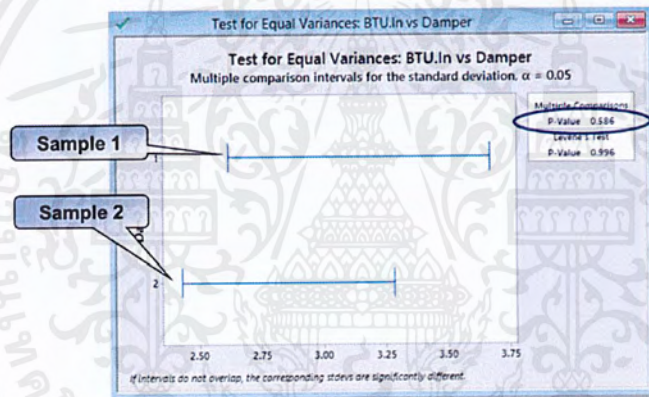 Test for Equal Variances: BTU.In vs Damper
Test for Equal Variances: BTU.In vs Damper
Multiple comparison intervals for the standard deviation, α = 0.05
Multiple Comparisons
P-Value 0.586
Levene's Test
P-Value 0.996
Sample 1
1
Sample 2
2
2.50 2.75 3.00 3.25 3.50 3.75
If intervals do not overlap, the corresponding stdevs are significantly different.